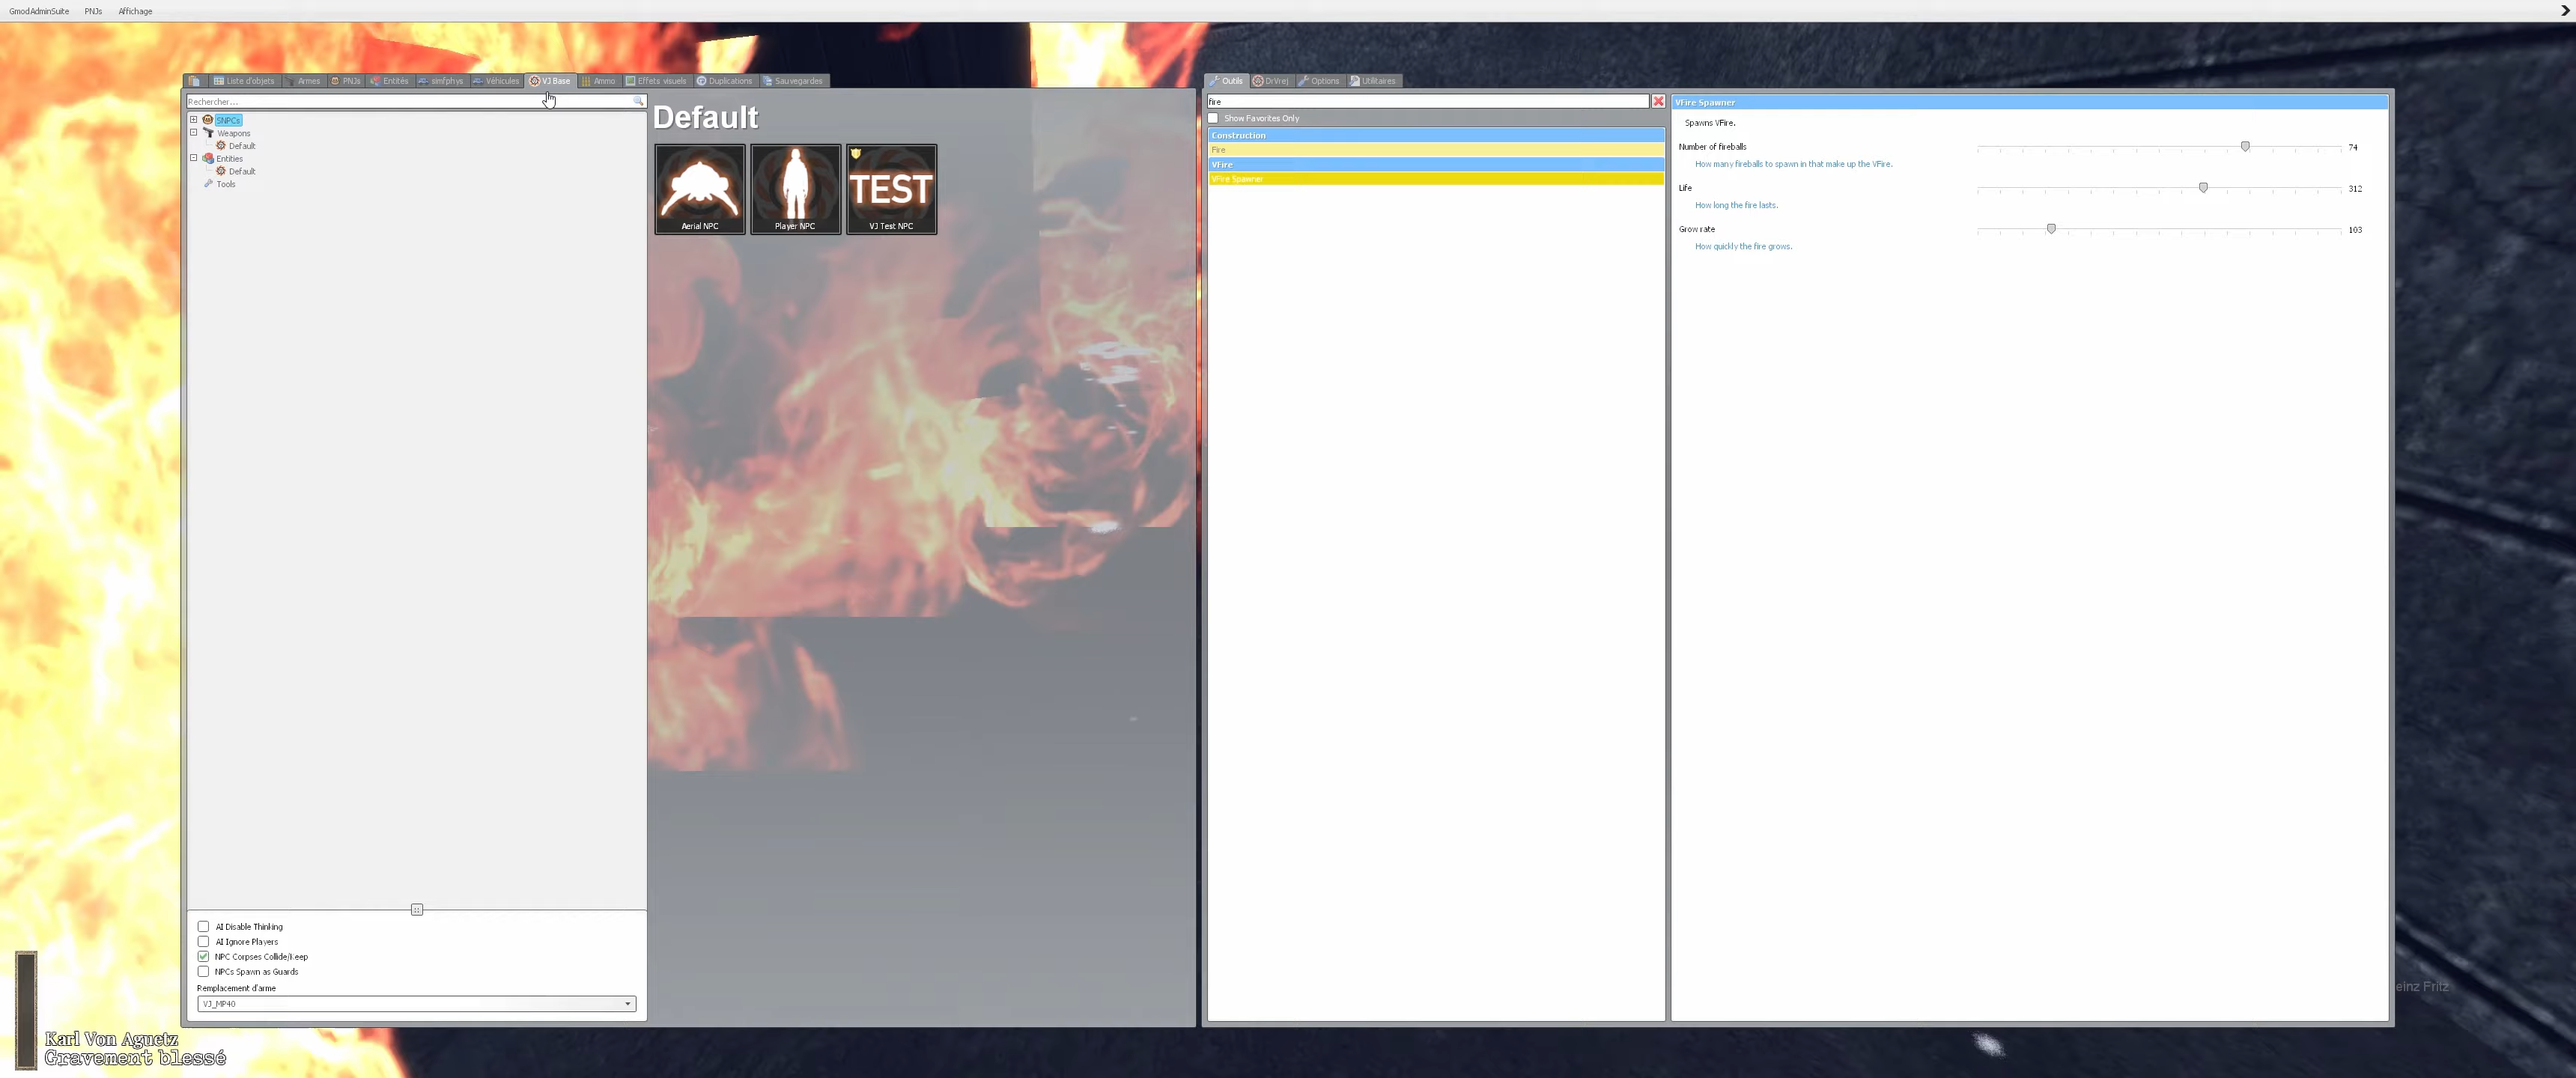 GmodAdminSuite PNJs Affichage
Liste d'objets Armes PNJs Entités simfphys Véhicules VJ Base Ammo Effets visuels Duplications Sauvegardes
Rechercher...
SNPCs
Weapons
Default
Entities
Default
Tools
Default
Aerial NPC
Player NPC
TEST
VJ Test NPC
AI Disable Thinking
AI Ignore Players
NPC Corpses Collide/Keep
NPCs Spawn as Guards
Remplacement d'arme
VJ_MP40
Outils DrVrej Options Utilitaires
fire
Show Favorites Only
Construction
Fire
VFire
VFire Spawner
VFire Spawner
Spawns VFire.
Number of fireballs 74
How many fireballs to spawn in that make up the VFire.
Life 312
How long the fire lasts.
Grow rate 103
How quickly the fire grows.
einz Fritz
Karl Von Aguetz
Gravement blessé